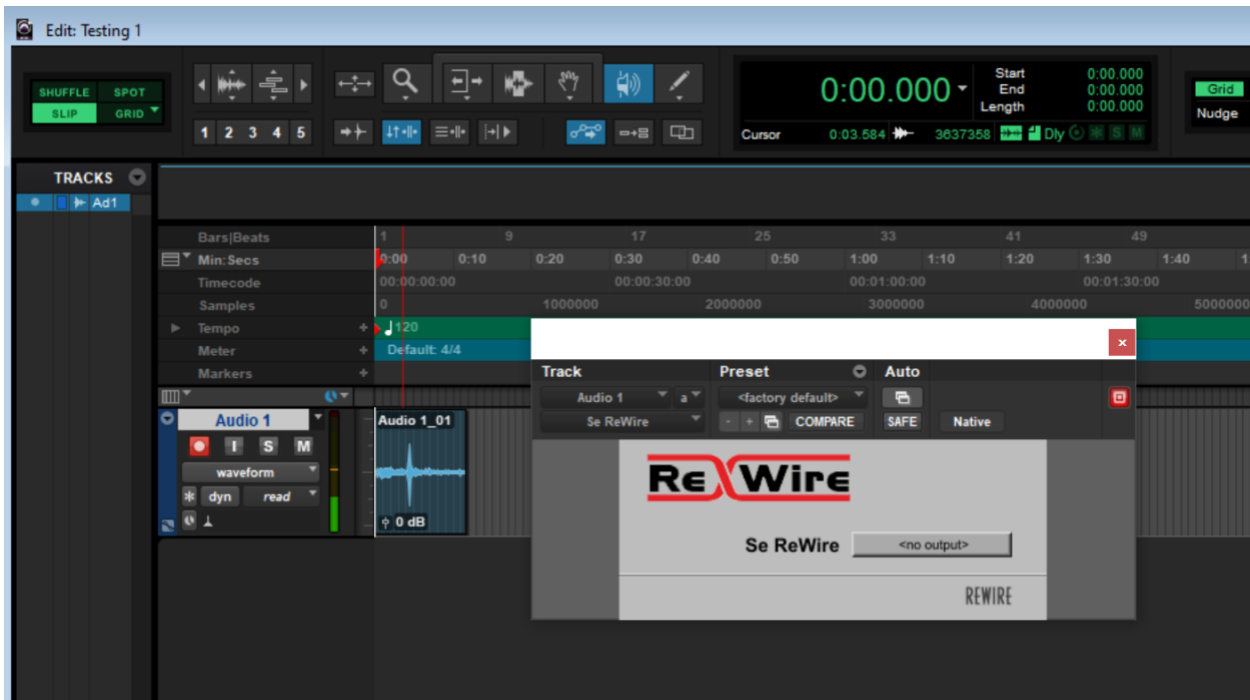 Edit: Testing 1
SHUFFLE SPOT
SLIP GRID
1 2 3 4 5
0:00.000
Start 0:00.000
End 0:00.000
Length 0:00.000
Cursor 0:03.584 3637358 Dly S M
Grid
Nudge
TRACKS
Ad1
Bars|Beats 1 9 17 25 33 41 49
Min:Secs 0:00 0:10 0:20 0:30 0:40 0:50 1:00 1:10 1:20 1:30 1:40
Timecode 00:00:00:00 00:00:30:00 00:01:00:00 00:01:30:00
Samples 0 1000000 2000000 3000000 4000000 5000000
Tempo + 120
Meter + Default: 4/4
Markers +
Audio 1
I S M
waveform
dyn read
Audio 1_01
0 dB
Track Preset Auto
Audio 1 a <factory default>
Se ReWire - + COMPARE SAFE Native
ReWire
Se ReWire <no output>
REWIRE